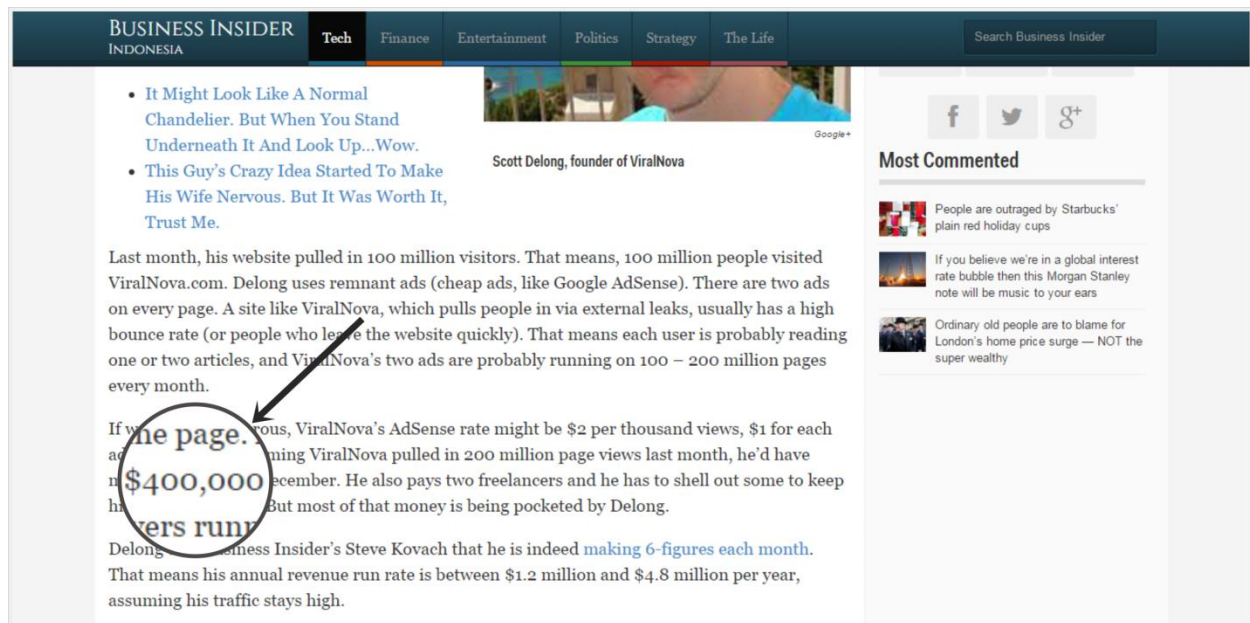 BUSINESS INSIDER
INDONESIA
Tech
Finance
Entertainment
Politics
Strategy
The Life
Search Business Insider
• It Might Look Like A Normal
Chandelier. But When You Stand
Underneath It And Look Up…Wow.
• This Guy's Crazy Idea Started To Make
His Wife Nervous. But It Was Worth It,
Trust Me.
Google+
Scott Delong, founder of ViralNova
Last month, his website pulled in 100 million visitors. That means, 100 million people visited
ViralNova.com. Delong uses remnant ads (cheap ads, like Google AdSense). There are two ads
on every page. A site like ViralNova, which pulls people in via external leaks, usually has a high
bounce rate (or people who leave the website quickly). That means each user is probably reading
one or two articles, and ViralNova's two ads are probably running on 100 – 200 million pages
every month.
If ViralNova's AdSense rate might be $2 per thousand views, $1 for each
ViralNova pulled in 200 million page views last month, he'd have
He also pays two freelancers and he has to shell out some to keep
But most of that money is being pocketed by Delong.
page.
$400,000
Delong Insider's Steve Kovach that he is indeed making 6-figures each month.
That means his annual revenue run rate is between $1.2 million and $4.8 million per year,
assuming his traffic stays high.
f
g+
Most Commented
People are outraged by Starbucks'
plain red holiday cups
If you believe we're in a global interest
rate bubble then this Morgan Stanley
note will be music to your ears
Ordinary old people are to blame for
London's home price surge — NOT the
super wealthy